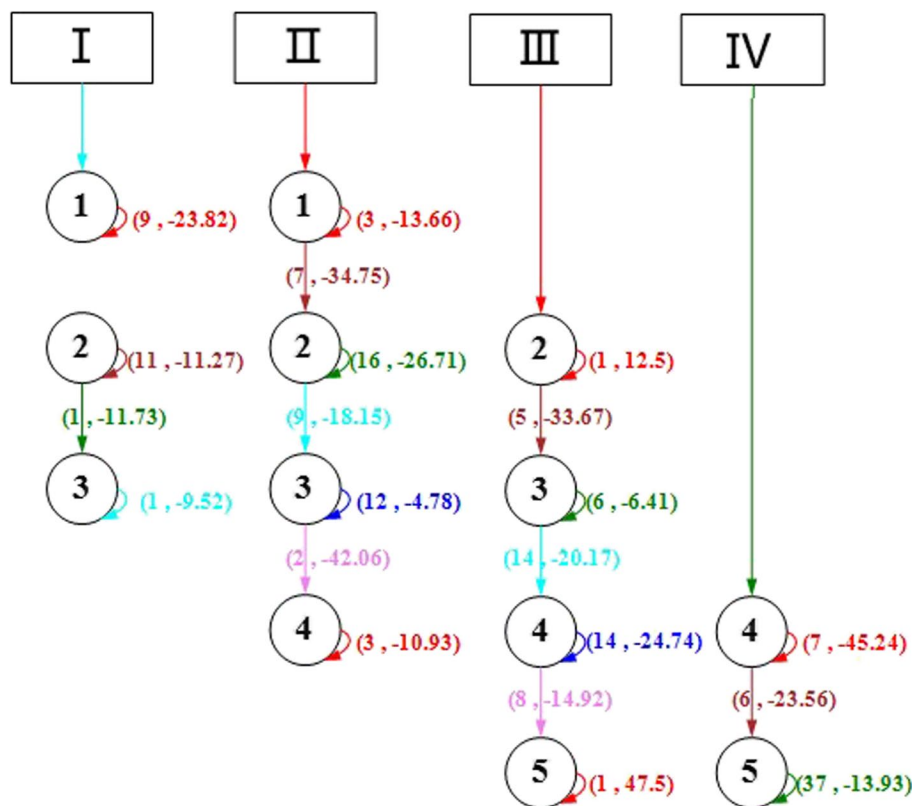 Ⅰ Ⅱ Ⅲ Ⅳ
1 (9 , -23.82) 1 (3 , -13.66)
(7 , -34.75)
2 (11 , -11.27) 2 (16 , -26.71) 2 (1 , 12.5)
(1 , -11.73) (9 , -18.15) (5 , -33.67)
3 (1 , -9.52) 3 (12 , -4.78) 3 (6 , -6.41)
(2 , -42.06) (14 , -20.17)
4 (3 , -10.93) 4 (14 , -24.74) 4 (7 , -45.24)
(8 , -14.92) (6 , -23.56)
5 (1 , 47.5) 5 (37 , -13.93)